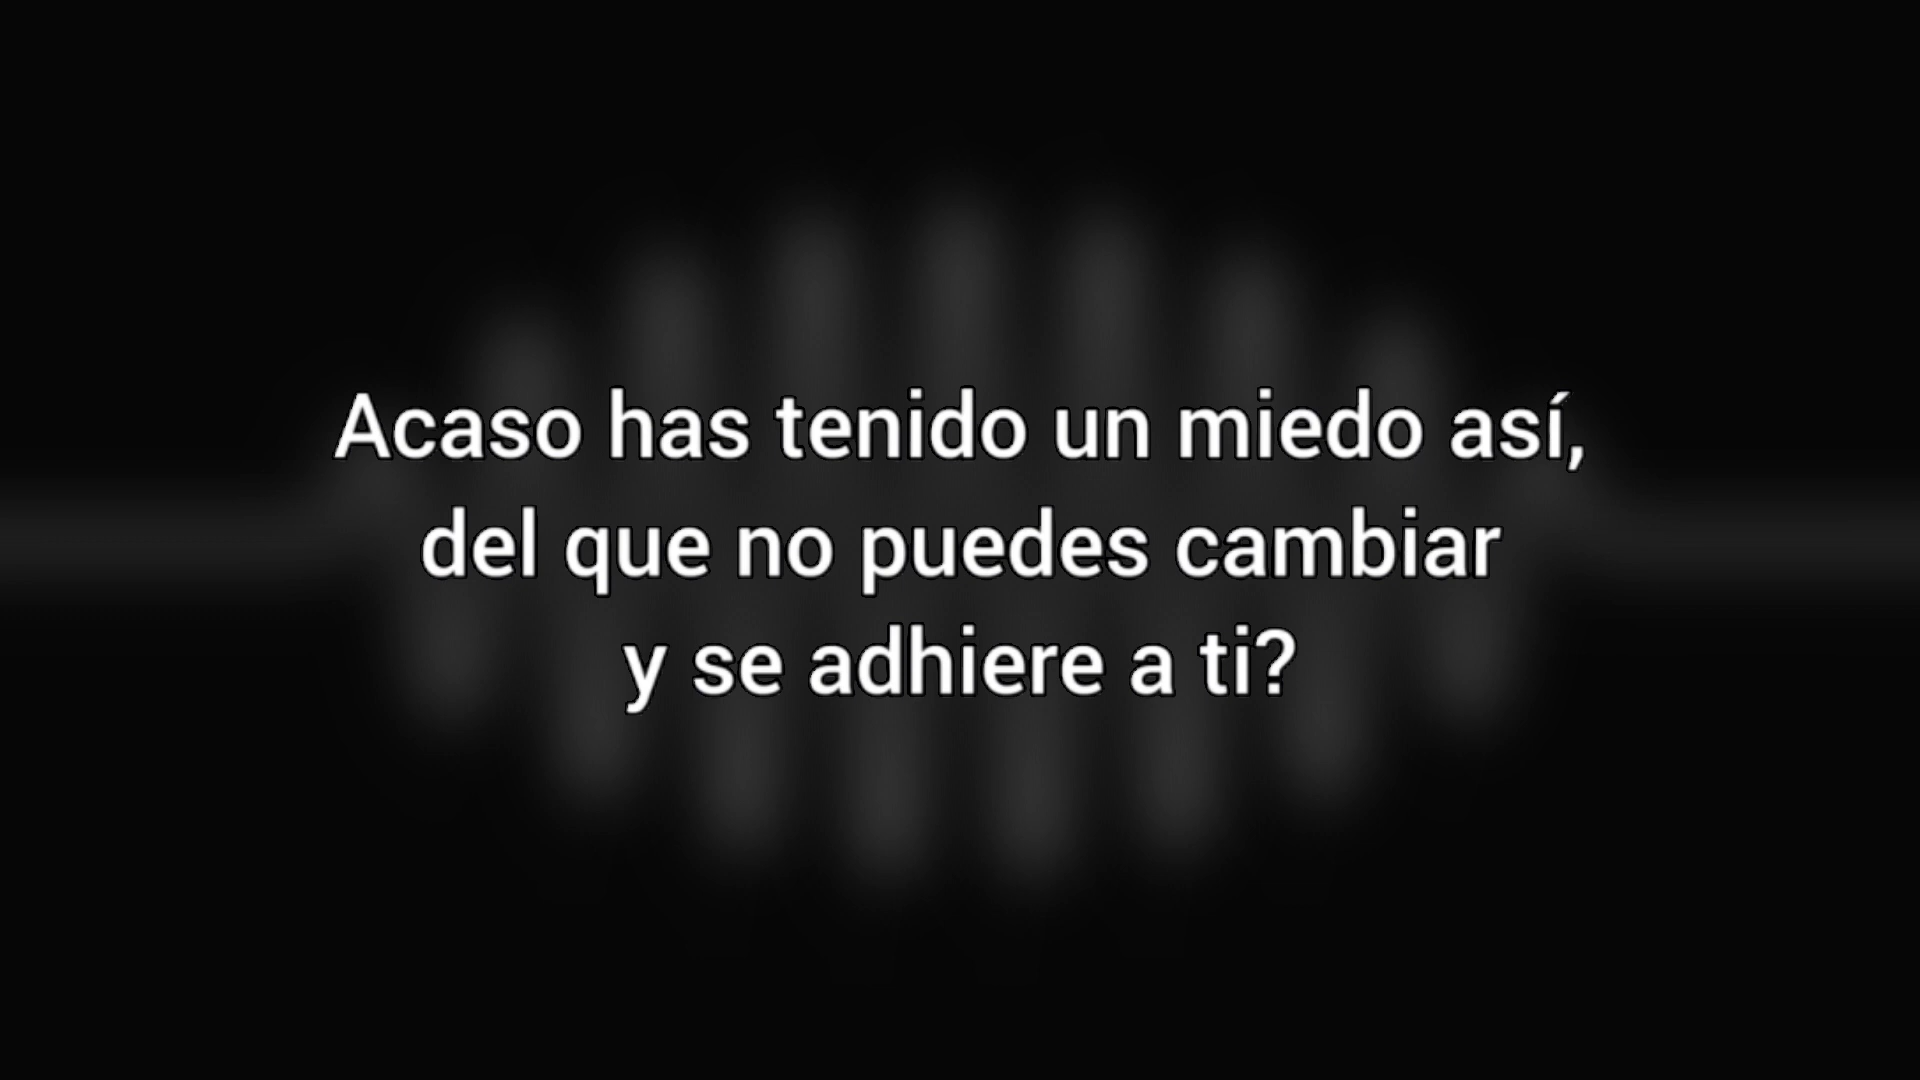 Acaso has tenido un miedo así,
del que no puedes cambiar
y se adhiere a ti?